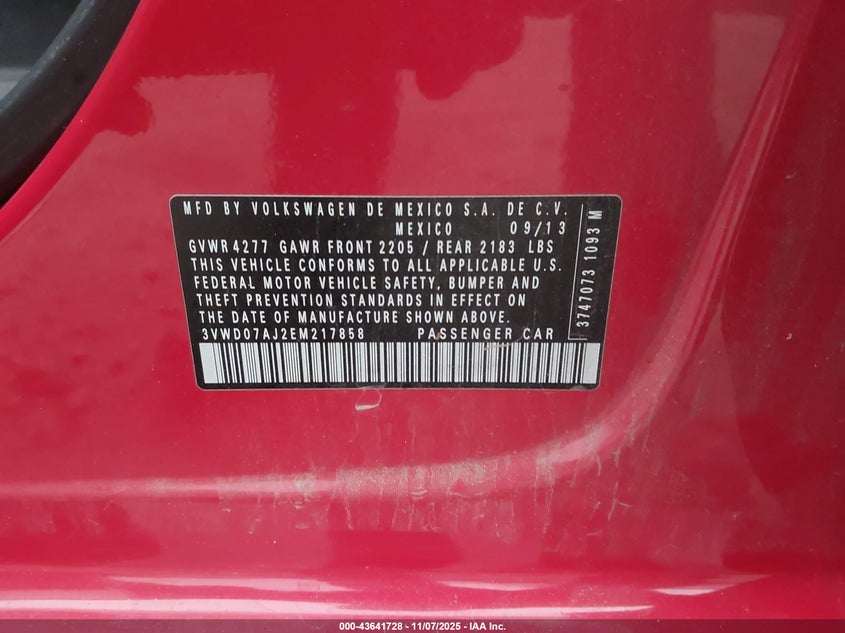 MFD BY VOLKSWAGEN DE MEXICO S.A. DE C.V.
MEXICO 09/13
GVWR 4277 GAWR FRONT 2205 / REAR 2183 LBS
THIS VEHICLE CONFORMS TO ALL APPLICABLE U.S.
FEDERAL MOTOR VEHICLE SAFETY, BUMPER AND
THEFT PREVENTION STANDARDS IN EFFECT ON
THE DATE OF MANUFACTURE SHOWN ABOVE.
3VWD07AJ2EM217858 PASSENGER CAR
3747073 1093 M
000-43641728 - 11/07/2025 - IAA Inc.